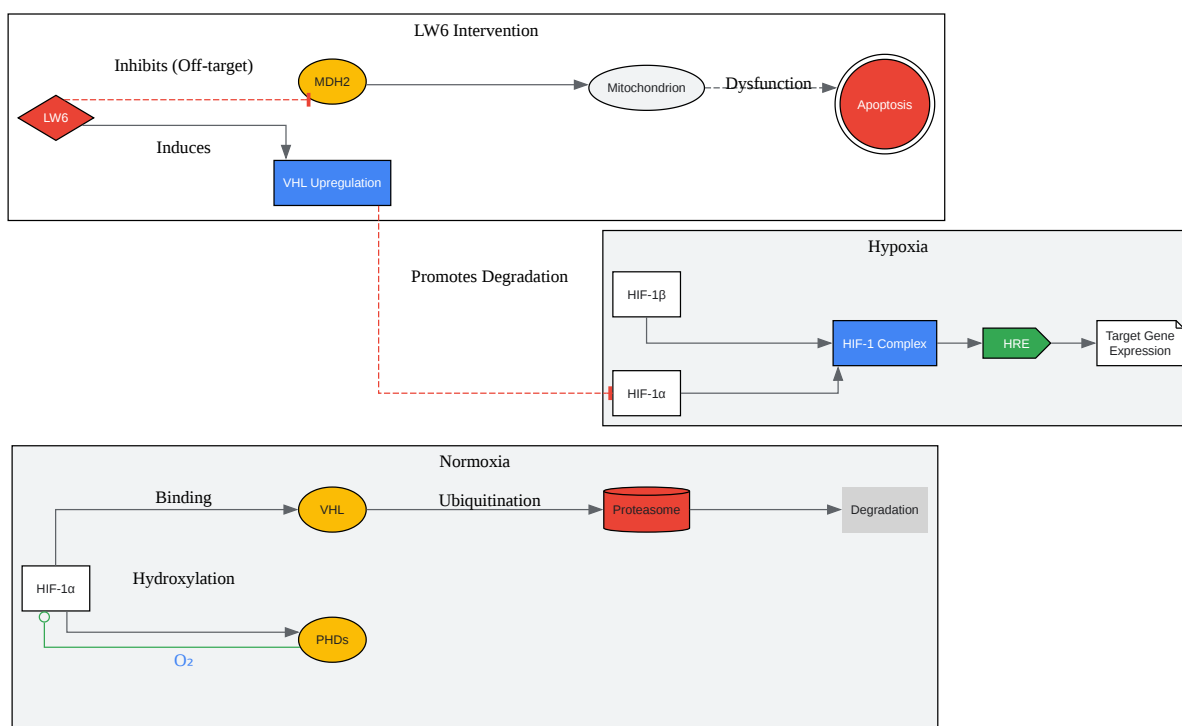 LW6 Intervention
Inhibits (Off-target)
MDH2
Mitochondrion
Dysfunction
Apoptosis
LW6
Induces
VHL Upregulation
Promotes Degradation
Hypoxia
HIF-1β
HIF-1 Complex
HRE
Target Gene
Expression
HIF-1α
Normoxia
Binding
VHL
Ubiquitination
Proteasome
Degradation
HIF-1α
Hydroxylation
PHDs
O₂